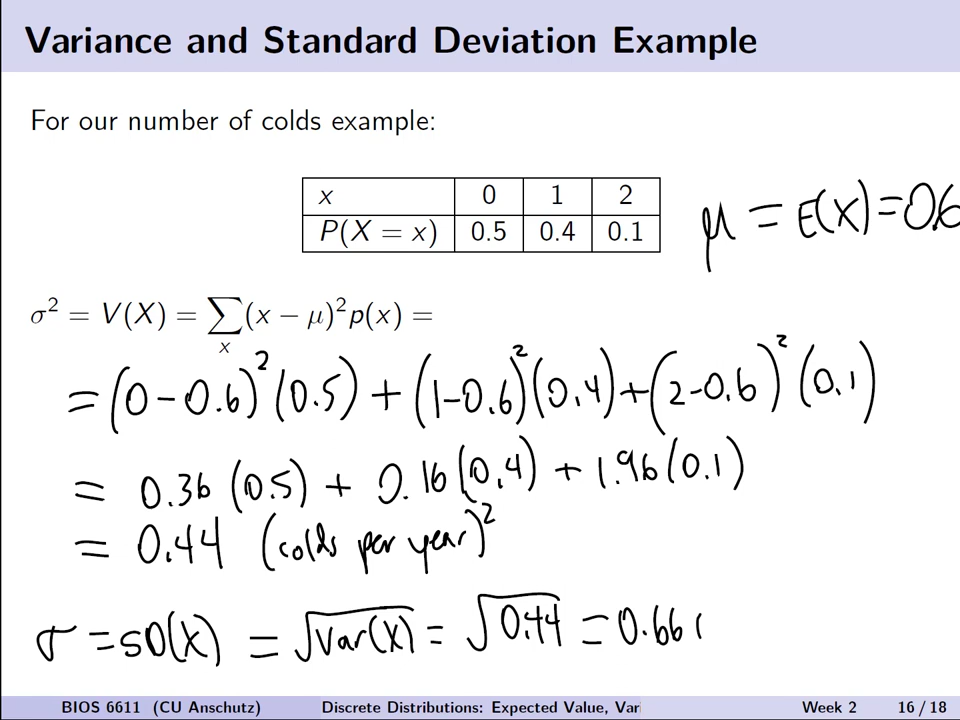 Variance and Standard Deviation Example
For our number of colds example:
x 0 1 2
P(X = x) 0.5 0.4 0.1
μ = E(X) = 0.6
σ² = V(X) = ∑ₓ (x − μ)²p(x) =
= (0 − 0.6)² (0.5) + (1 − 0.6)² (0.4) + (2 − 0.6)² (0.1)
= 0.36 (0.5) + 0.16 (0.4) + 1.96 (0.1)
= 0.44 (colds per year)²
σ = SD(X) = √Var(X) = √0.44 = 0.66
BIOS 6611 (CU Anschutz) Discrete Distributions: Expected Value, Vari Week 2 16 / 18